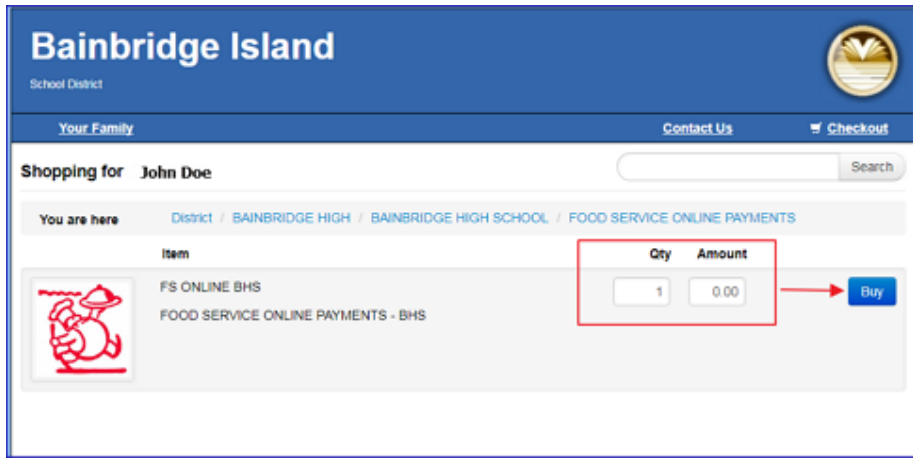 Bainbridge Island
School District
Your Family Contact Us Checkout
Shopping for John Doe Search
You are here District / BAINBRIDGE HIGH / BAINBRIDGE HIGH SCHOOL / FOOD SERVICE ONLINE PAYMENTS
Item Qty Amount
FS ONLINE BHS 1 0.00 Buy
FOOD SERVICE ONLINE PAYMENTS - BHS